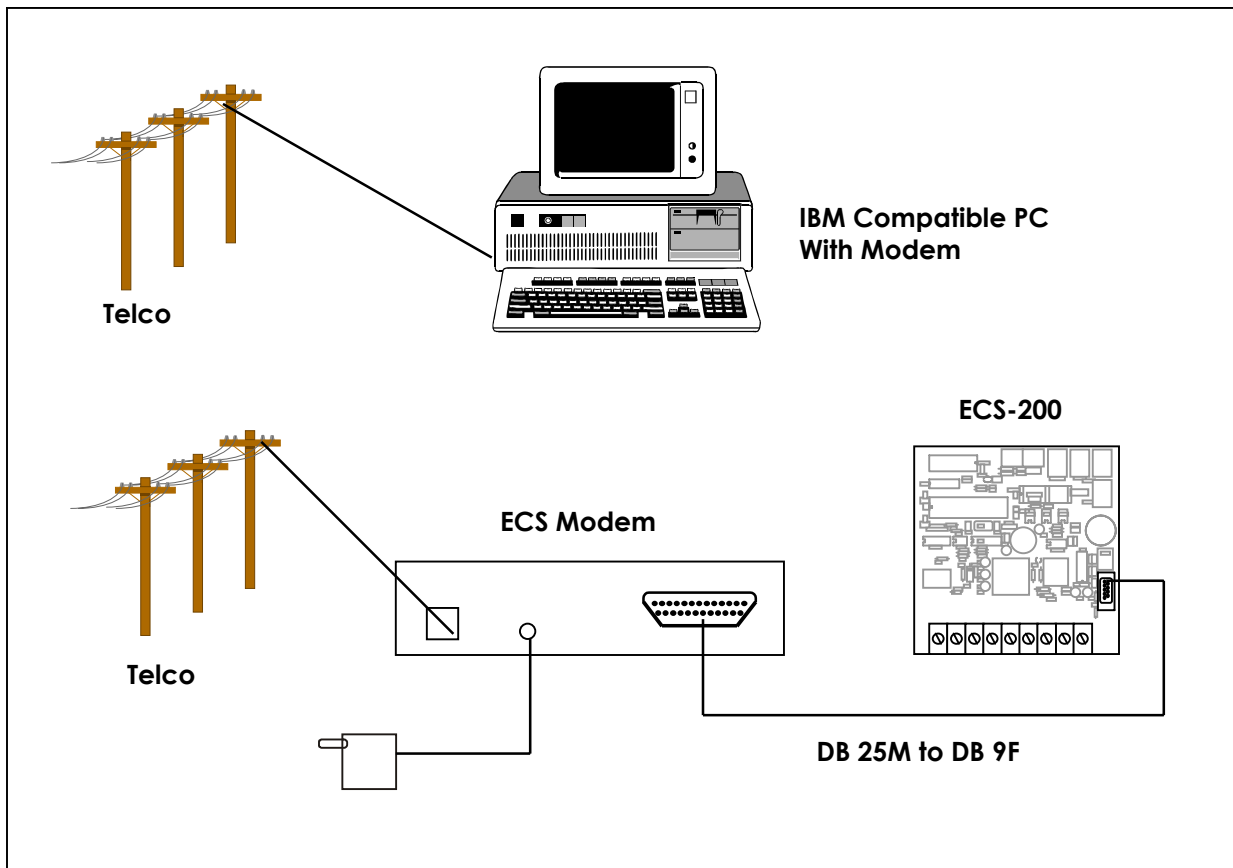 IBM Compatible PC
With Modem
Telco
ECS-200
ECS Modem
Telco
DB 25M to DB 9F